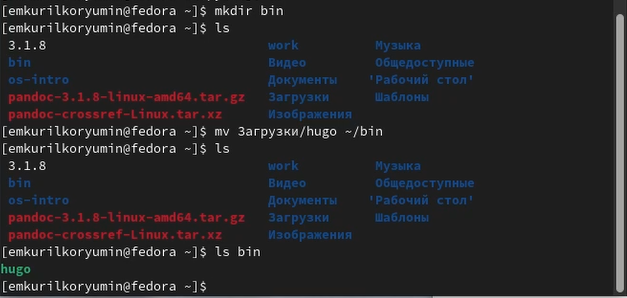 [emkurilkoryumin@fedora ~]$ mkdir bin
[emkurilkoryumin@fedora ~]$ ls
3.1.8 work Музыка
bin Видео Общедоступные
os-intro Документы 'Рабочий стол'
pandoc-3.1.8-linux-amd64.tar.gz Загрузки Шаблоны
pandoc-crossref-Linux.tar.xz Изображения
[emkurilkoryumin@fedora ~]$ mv Загрузки/hugo ~/bin
[emkurilkoryumin@fedora ~]$ ls
3.1.8 work Музыка
bin Видео Общедоступные
os-intro Документы 'Рабочий стол'
pandoc-3.1.8-linux-amd64.tar.gz Загрузки Шаблоны
pandoc-crossref-Linux.tar.xz Изображения
[emkurilkoryumin@fedora ~]$ ls bin
hugo
[emkurilkoryumin@fedora ~]$